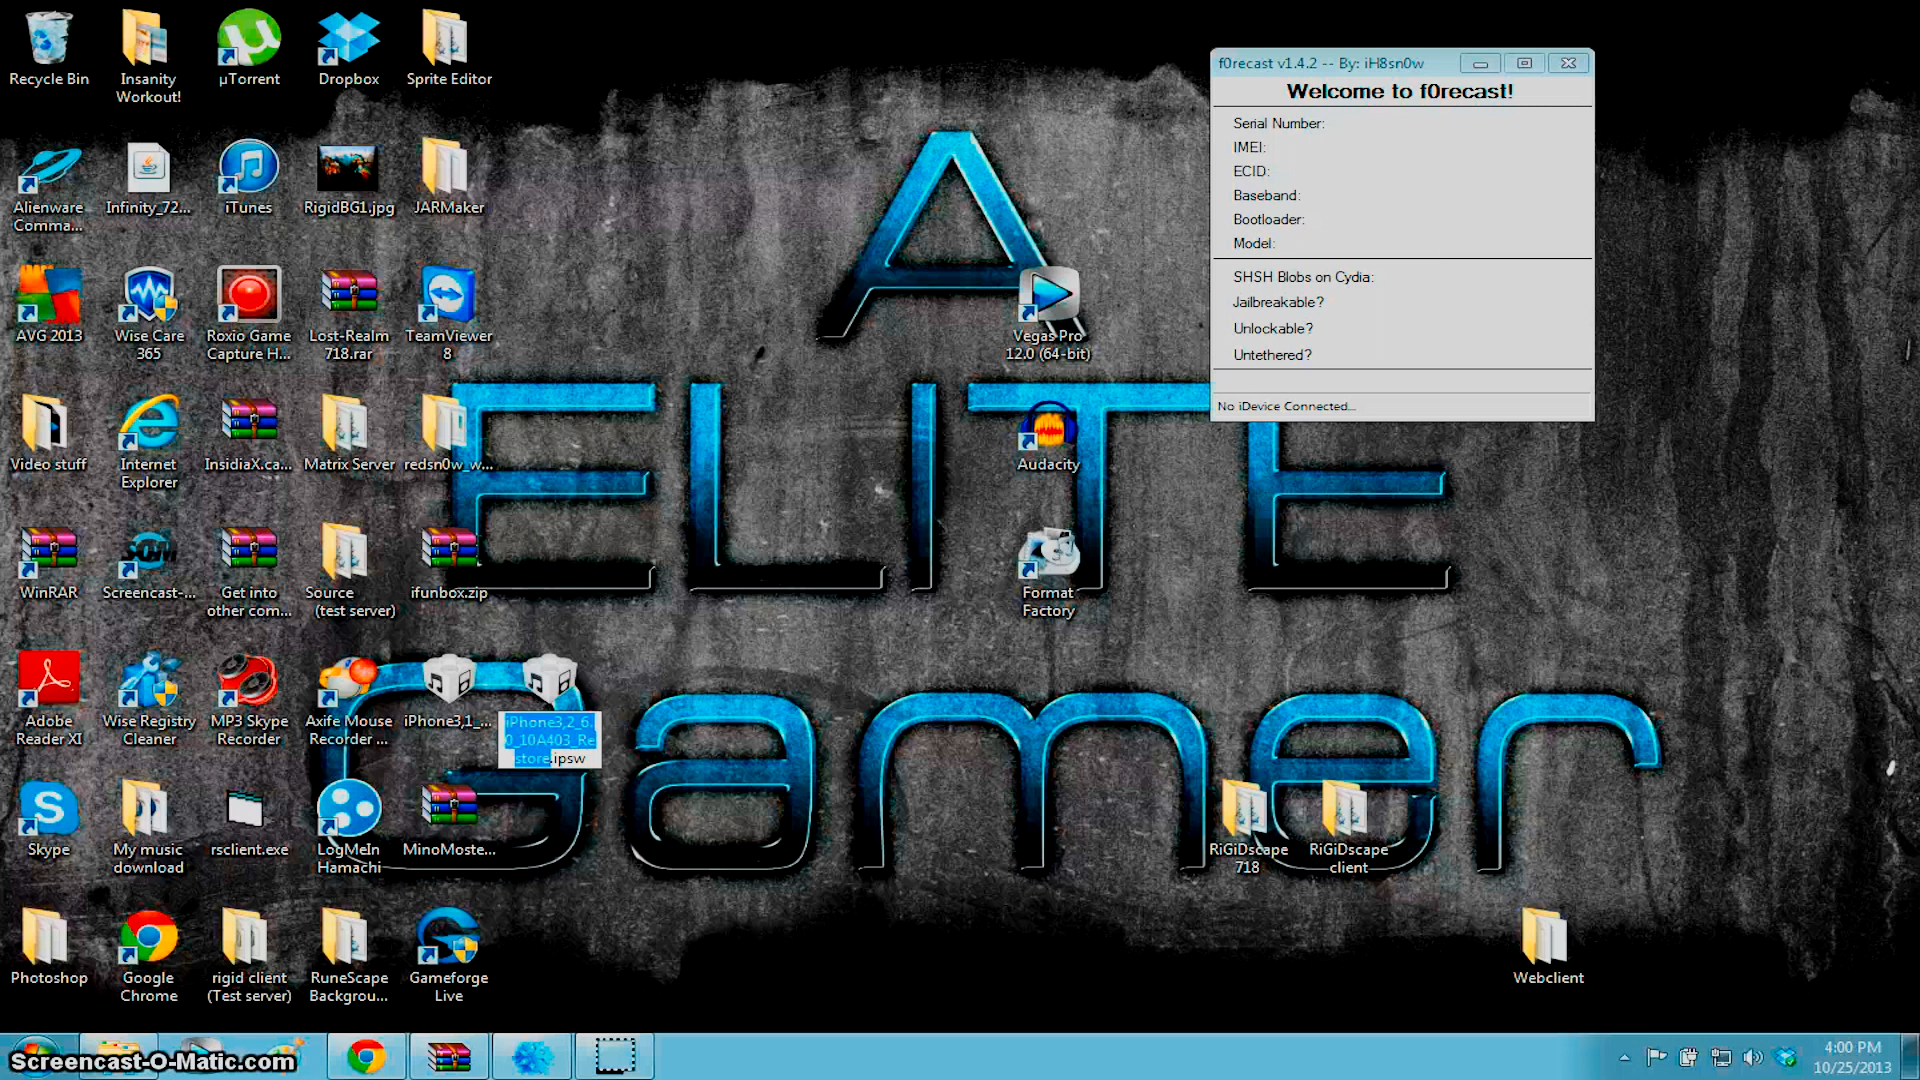 Recycle Bin
Insanity
Workout!
µTorrent
Dropbox
Sprite Editor
Alienware
Comma...
Infinity_72...
iTunes
RigidBG1.jpg
JARMaker
AVG 2013
Wise Care
365
Roxio Game
Capture H...
Lost-Realm
718.rar
TeamViewer
8
Vegas Pro
12.0 (64-bit)
Video stuff
Internet
Explorer
InsidiaX.ca...
Matrix Server
redsn0w_w...
Audacity
WinRAR
Screencast-...
Get into
other com...
Source
(test server)
ifunbox.zip
Format
Factory
Adobe
Reader XI
Wise Registry
Cleaner
MP3 Skype
Recorder
Axife Mouse
Recorder ...
iPhone3,1_...
iPhone3,2_6.
0_10A403_Re
store.ipsw
Skype
My music
download
rsclient.exe
LogMeIn
Hamachi
MinoMoste...
RiGiDscape
718
RiGiDscape
client
Photoshop
Google
Chrome
rigid client
(Test server)
RuneScape
Backgrou...
Gameforge
Live
Webclient
A
ELITE
Gamer
f0recast v1.4.2 -- By: iH8sn0w
Welcome to f0recast!
Serial Number:
IMEI:
ECID:
Baseband:
Bootloader:
Model:
SHSH Blobs on Cydia:
Jailbreakable?
Unlockable?
Untethered?
No iDevice Connected...
Screencast-O-Matic.com
4:00 PM
10/25/2013